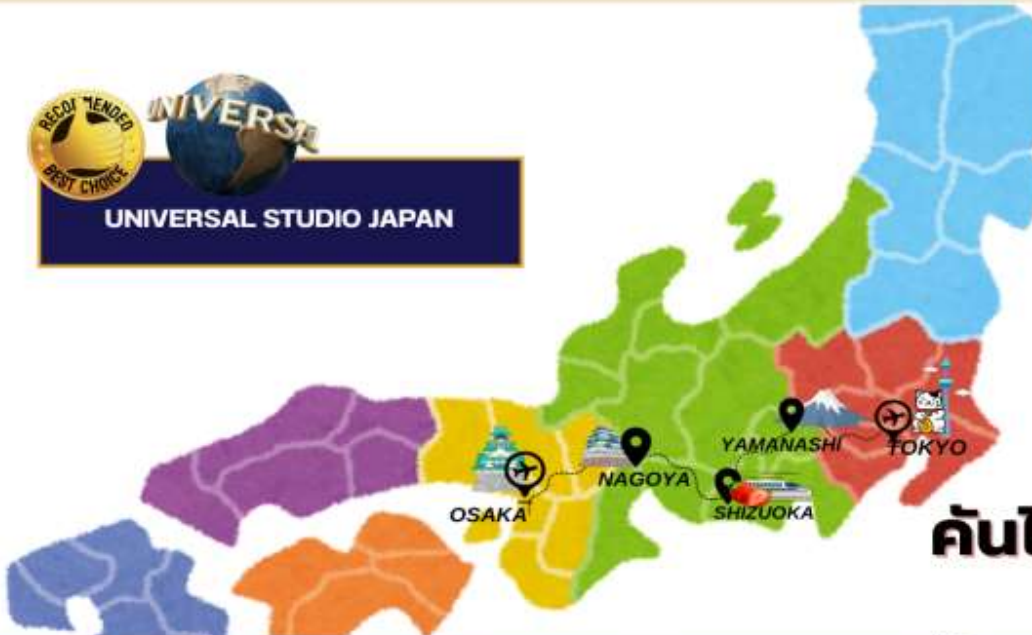 RECOMMENDED
BEST CHOICE
UNIVERSAL
UNIVERSAL STUDIO JAPAN
YAMANASHI
TOKYO
NAGOYA
OSAKA
SHIZUOKA